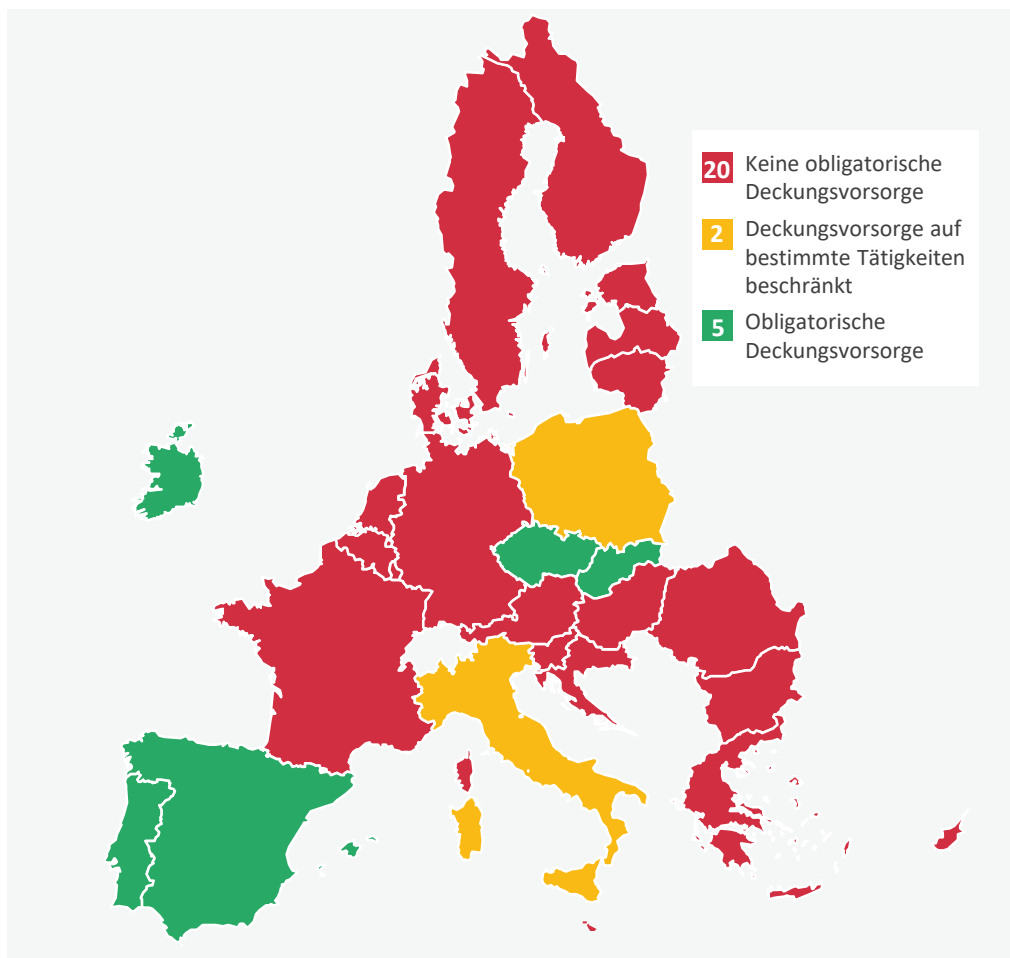 20 Keine obligatorische
Deckungsvorsorge
2 Deckungsvorsorge auf
bestimmte Tätigkeiten
beschränkt
5 Obligatorische
Deckungsvorsorge